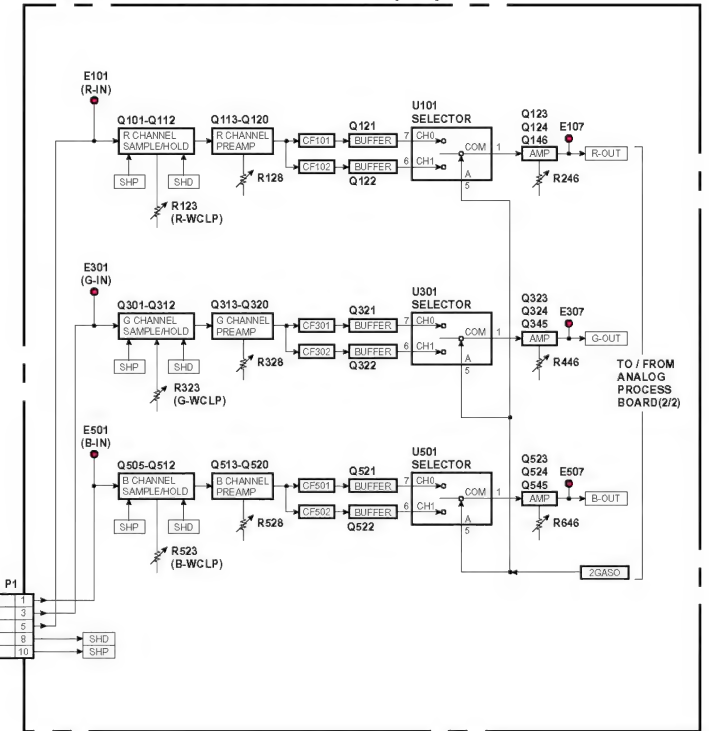 E101
(R-IN)
Q101-Q112
R CHANNEL
SAMPLE/HOLD
SHP
SHD
R123
(R-WCLP)
Q113-Q120
R CHANNEL
PREAMP
R128
CF101
CF102
Q121
BUFFER
BUFFER
Q122
U101
SELECTOR
7 CH0
6 CH1
COM 1
A
5
Q123
Q124
Q146
AMP
R246
E107
R-OUT
E301
(G-IN)
Q301-Q312
G CHANNEL
SAMPLE/HOLD
SHP
SHD
R323
(G-WCLP)
Q313-Q320
G CHANNEL
PREAMP
R328
CF301
CF302
Q321
BUFFER
BUFFER
Q322
U301
SELECTOR
7 CH0
6 CH1
COM 1
A
5
Q323
Q324
Q345
AMP
R446
E307
G-OUT
TO / FROM
ANALOG
PROCESS
BOARD(2/2)
E501
(B-IN)
Q505-Q512
B CHANNEL
SAMPLE/HOLD
SHP
SHD
R523
(B-WCLP)
Q513-Q520
B CHANNEL
PREAMP
R528
CF501
CF502
Q521
BUFFER
BUFFER
Q522
U501
SELECTOR
7 CH0
6 CH1
COM 1
A
5
Q523
Q524
Q545
AMP
R646
E507
B-OUT
2GASO
P1
1
3
5
8 SHD
10 SHP